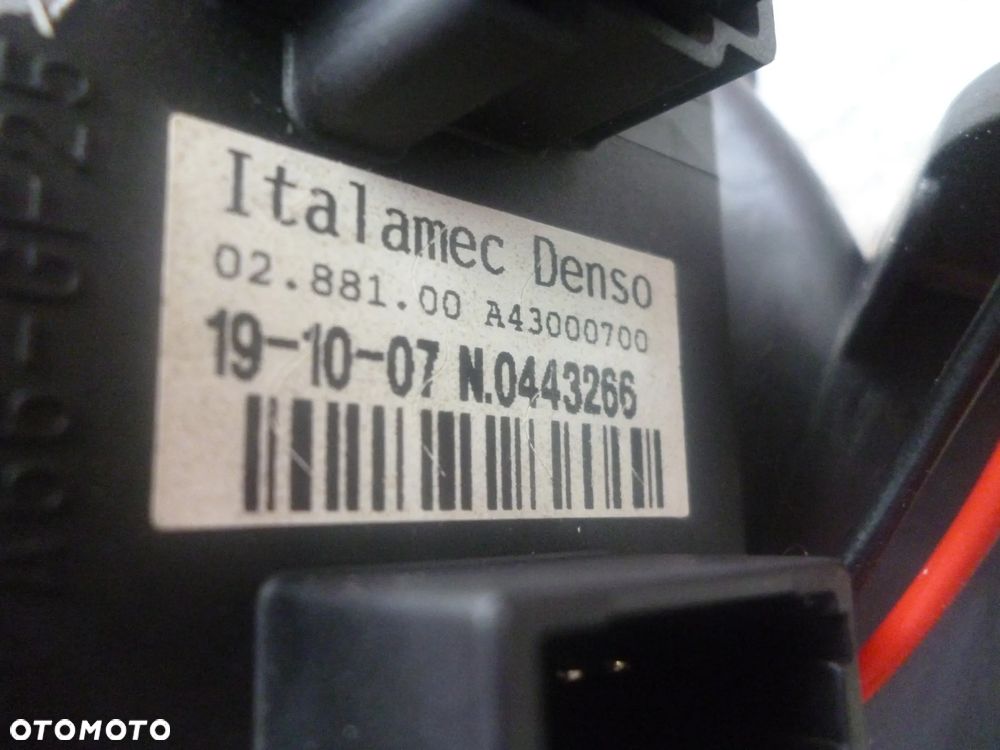 Italamec Denso
02.881.00 A43000700
19-10-07 N.0443266
OTOMOTO